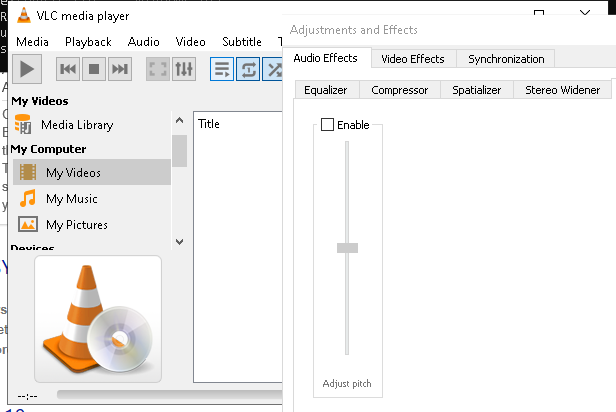 VLC media player
Media Playback Audio Video Subtitle
My Videos
Media Library
My Computer
My Videos
My Music
My Pictures
Devices
Title
--:--
Adjustments and Effects
Audio Effects Video Effects Synchronization
Equalizer Compressor Spatializer Stereo Widener
Enable
Adjust pitch